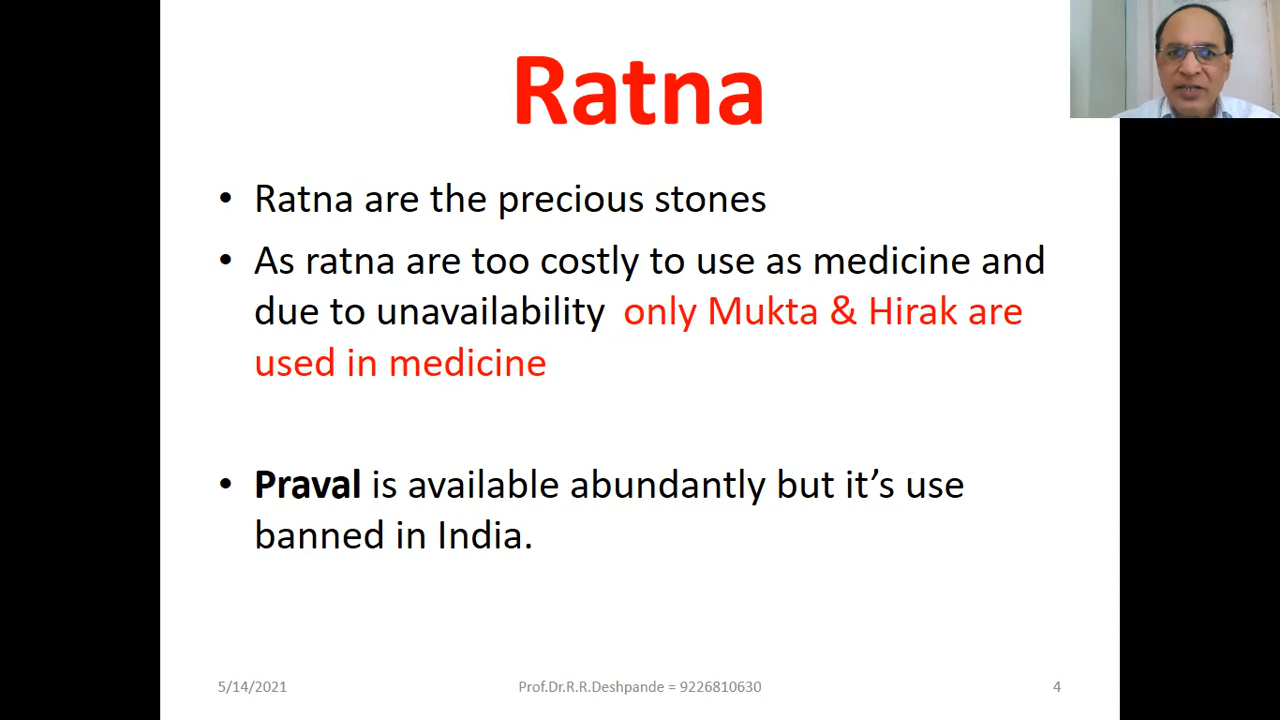 Ratna
• Ratna are the precious stones
• As ratna are too costly to use as medicine and
due to unavailability only Mukta & Hirak are
used in medicine
• Praval is available abundantly but it’s use
banned in India.
5/14/2021 Prof.Dr.R.R.Deshpande = 9226810630 4